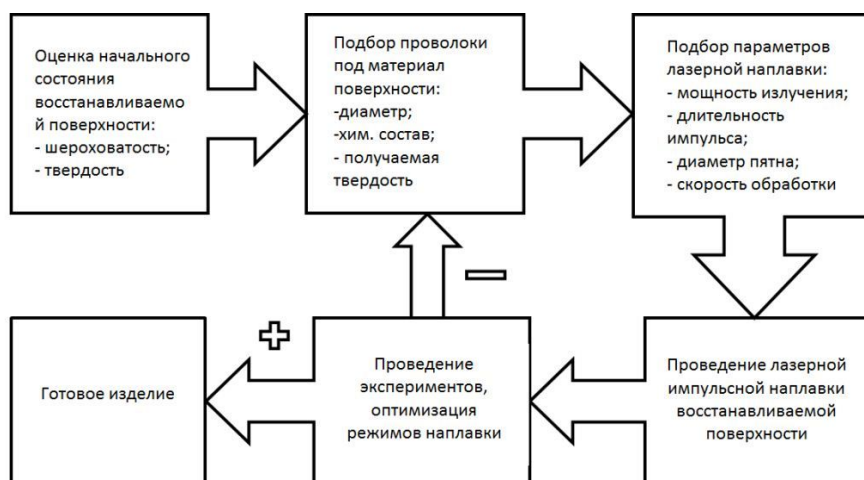 Оценка начального
состояния
восстанавливаемо
й поверхности:
- шероховатость;
- твердость
Подбор проволоки
под материал
поверхности:
-диаметр;
-хим. состав;
- получаемая
твердость
Подбор параметров
лазерной наплавки:
- мощность излучения;
- длительность
импульса;
- диаметр пятна;
- скорость обработки
Готовое изделие
Проведение
экспериментов,
оптимизация
режимов наплавки
Проведение лазерной
импульсной наплавки
восстанавливаемой
поверхности